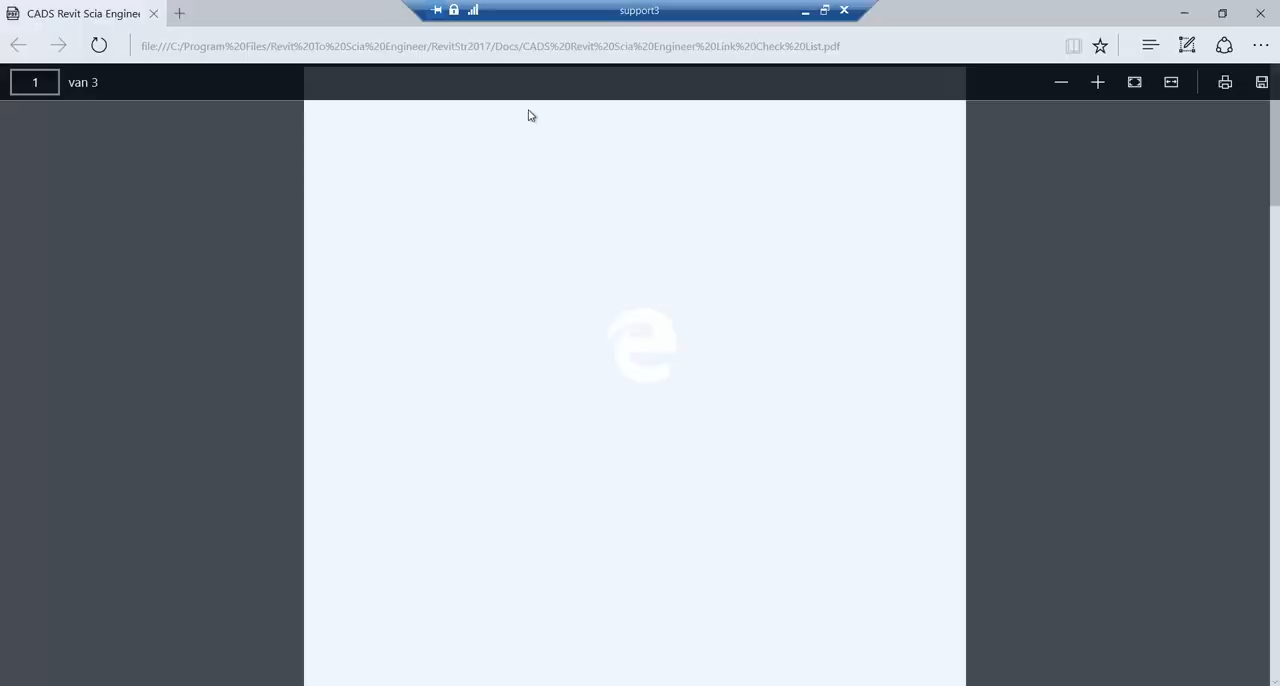 support3
CADS Revit Scia Enginee
file:///C:/Program%20Files/Revit%20To%20Scia%20Engineer/RevitStr2017/Docs/CADS%20Revit%20Scia%20Engineer%20Link%20Check%20List.pdf
1 van 3